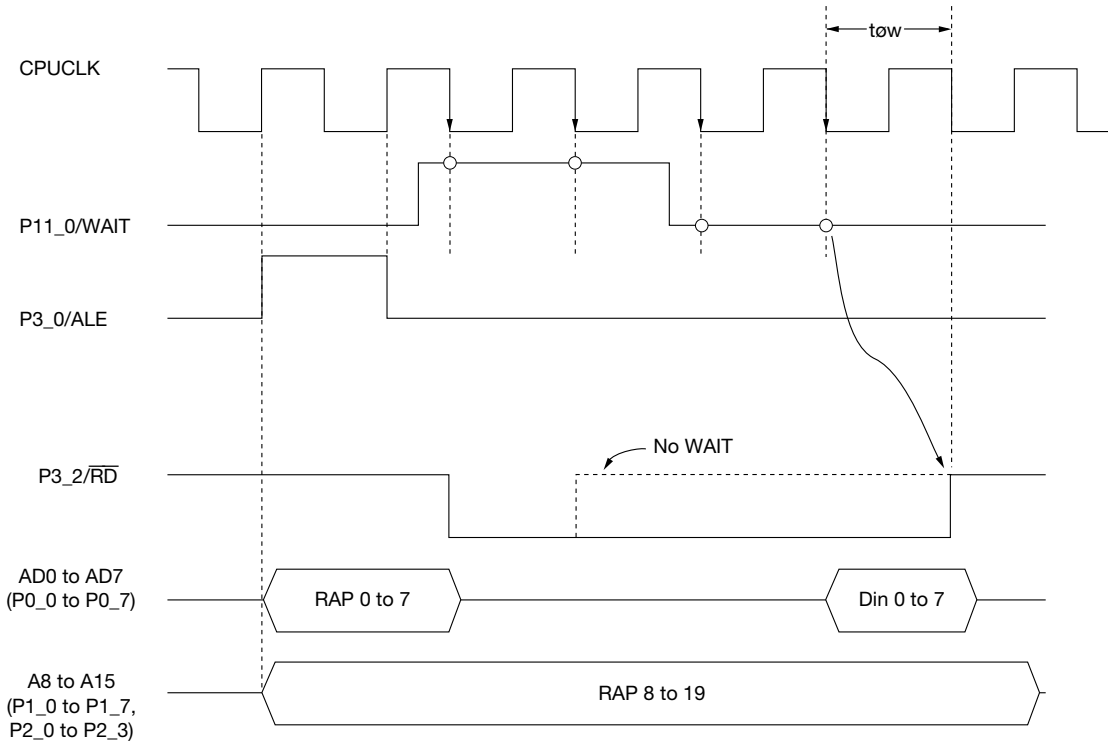 tøw
CPUCLK
P11_0/WAIT
P3_0/ALE
No WAIT
P3_2/R̅D̅
AD0 to AD7
(P0_0 to P0_7)
RAP 0 to 7
Din 0 to 7
A8 to A15
(P1_0 to P1_7,
P2_0 to P2_3)
RAP 8 to 19